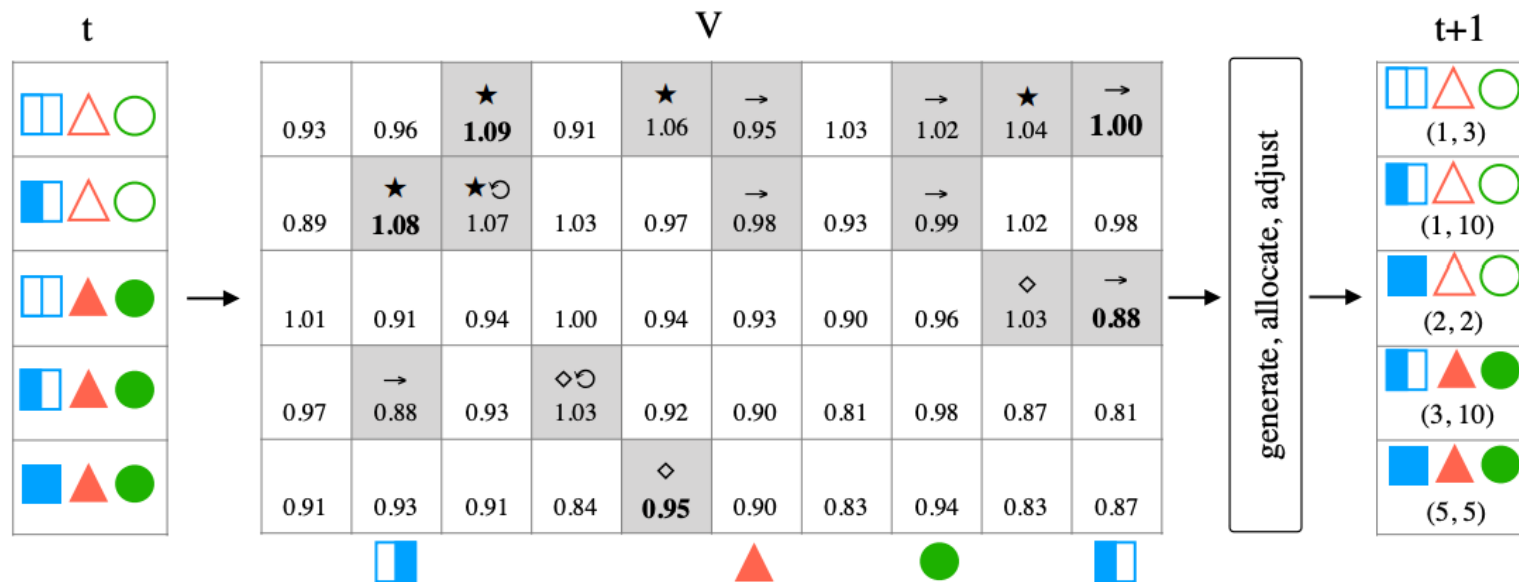 t V t+1
★ ★ → → ★ →
0.93 0.96 1.09 0.91 1.06 0.95 1.03 1.02 1.04 1.00
(1, 3)
★ ★↺ → →
0.89 1.08 1.07 1.03 0.97 0.98 0.93 0.99 1.02 0.98
(1, 10)
◇ →
1.01 0.91 0.94 1.00 0.94 0.93 0.90 0.96 1.03 0.88
(2, 2)
→ ◇↺
0.97 0.88 0.93 1.03 0.92 0.90 0.81 0.98 0.87 0.81
(3, 10)
◇
0.91 0.93 0.91 0.84 0.95 0.90 0.83 0.94 0.83 0.87
(5, 5)
generate, allocate, adjust